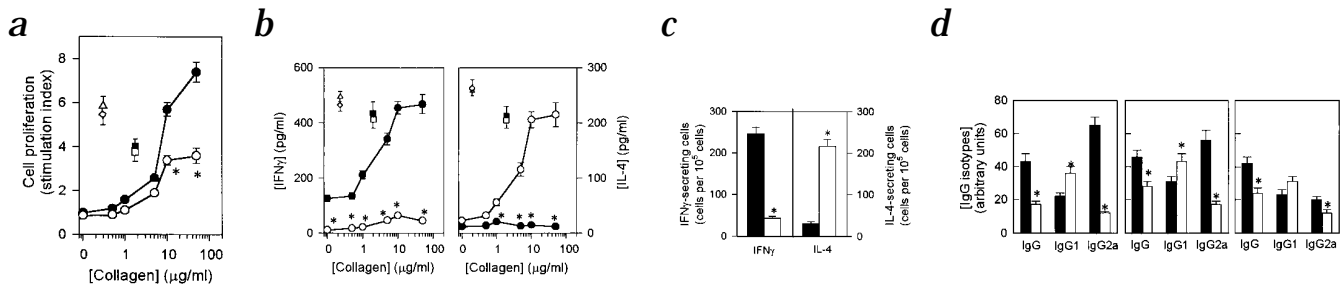 a
Cell proliferation
(stimulation index)
8
6
4
2
0
0 1 10 100
[Collagen] (µg/ml)
*
*
b
[IFNγ]
(pg/ml)
600
400
200
0
0 1 10 100
[Collagen] (µg/ml)
* * * * * *
0 1 10 100
[Collagen] (µg/ml)
* * * *
300
200
100
0
[IL-4]
(pg/ml)
c
IFNγ-secreting cells
(cells per 10⁵ cells)
300
200
100
0
*
*
IFNγ IL-4
300
200
100
0
IL-4-secreting cells
(cells per 10⁵ cells)
d
[IgG isotypes]
(arbitrary units)
80
60
40
20
0
* * *
IgG IgG1 IgG2a
* * *
IgG IgG1 IgG2a
* *
IgG IgG1 IgG2a